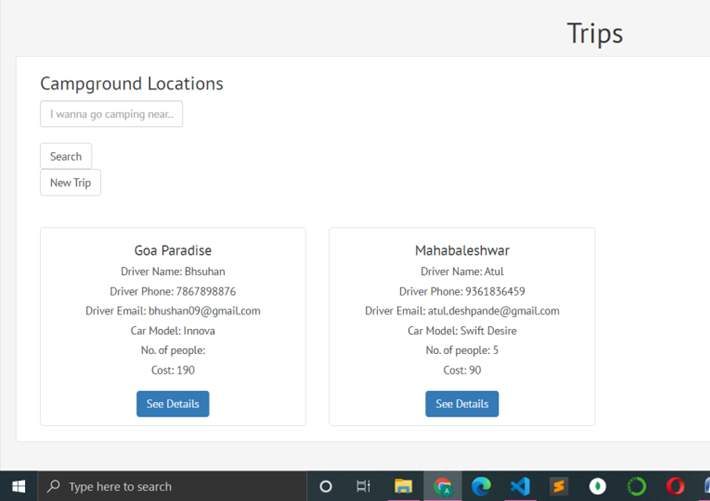 Trips
Campground Locations
I wanna go camping near..
Search
New Trip
Goa Paradise
Driver Name: Bhsuhan
Driver Phone: 7867898876
Driver Email: bhushan09@gmail.com
Car Model: Innova
No. of people:
Cost: 190
See Details
Mahabaleshwar
Driver Name: Atul
Driver Phone: 9361836459
Driver Email: atul.deshpande@gmail.com
Car Model: Swift Desire
No. of people: 5
Cost: 90
See Details
Type here to search